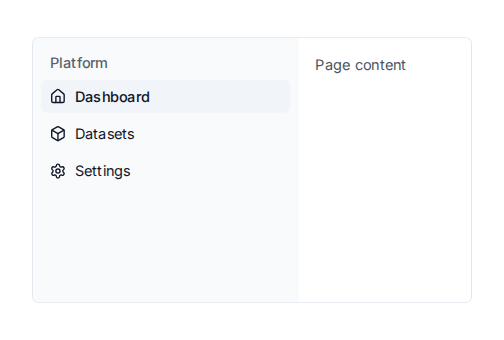 Platform
Page content
Dashboard
Datasets
Settings